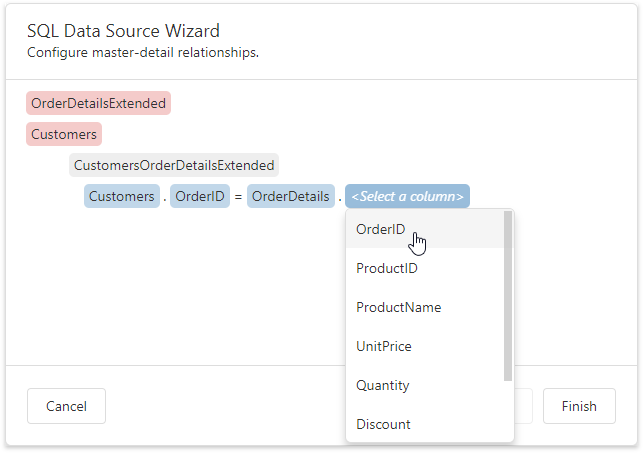 SQL Data Source Wizard
Configure master-detail relationships.
OrderDetailsExtended
Customers
CustomersOrderDetailsExtended
Customers . OrderID = OrderDetails . <Select a column>
OrderID
ProductID
ProductName
UnitPrice
Quantity
Discount
Cancel
Finish